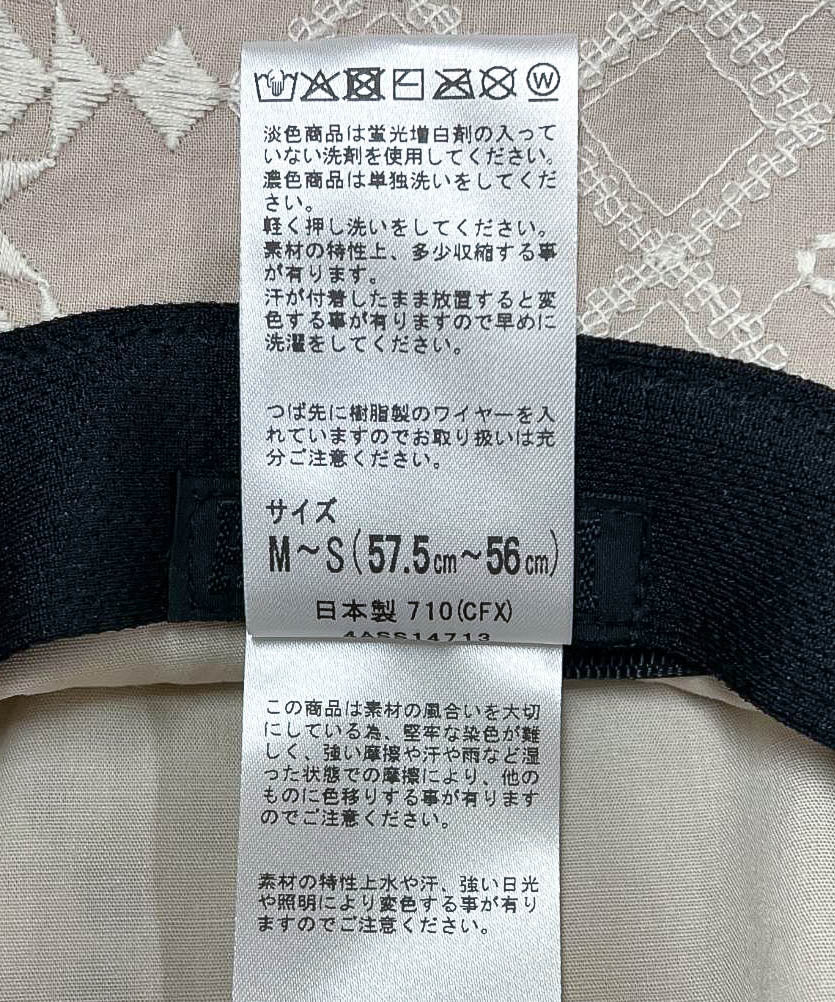 淡色商品は蛍光増白剤の入って
いない洗剤を使用してください。
濃色商品は単独洗いをしてくだ
さい。
軽く押し洗いをしてください。
素材の特性上、多少収縮する事
が有ります。
汗が付着したまま放置すると変
色する事が有りますので早めに
洗濯をしてください。
つば先に樹脂製のワイヤーを入
れていますのでお取り扱いは充
分ご注意ください。
サイズ
M～S(57.5cm～56cm)
日本製 710(CFX)
4ASS14713
この商品は素材の風合いを大切
にしている為、堅牢な染色が難
しく、強い摩擦や汗や雨など湿
った状態での摩擦により、他の
ものに色移りする事が有ります
のでご注意ください。
素材の特性上水や汗、強い日光
や照明により変色する事が有り
ますのでご注意ください。